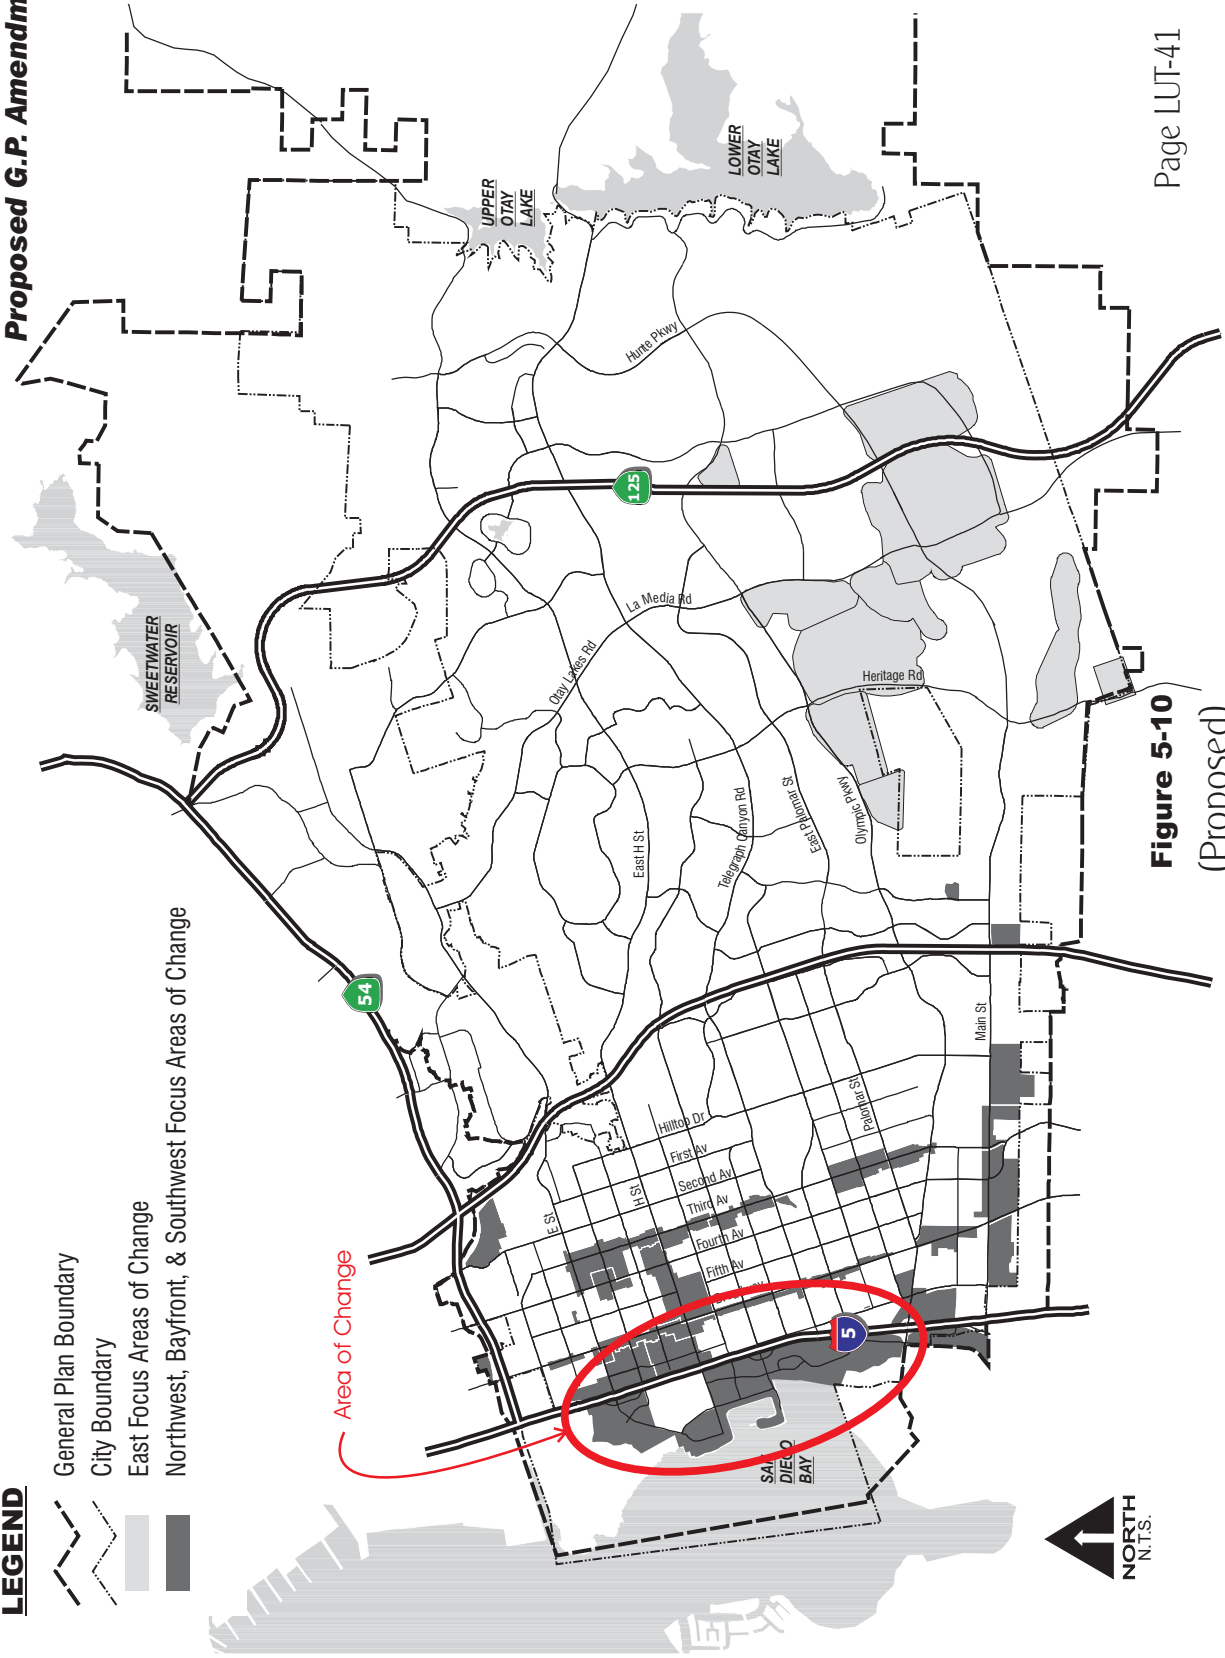 Proposed G.P. Amendm
LEGEND
General Plan Boundary
City Boundary
East Focus Areas of Change
Northwest, Bayfront, & Southwest Focus Areas of Change
Area of Change
SWEETWATER
RESERVOIR
UPPER
OTAY
LAKE
LOWER
OTAY
LAKE
54
125
5
Hunte Pkwy
La Media Rd
Otay Lakes Rd
Heritage Rd
East H St
Telegraph Canyon Rd
East Palomar St
Olympic Pkwy
Main St
Palomar St
Hilltop Dr
First Av
Second Av
Third Av
Fourth Av
Fifth Av
Broadway
E St
H St
SAN
DIEGO
BAY
NORTH
N.T.S.
Figure 5-10
(Proposed)
Page LUT-41